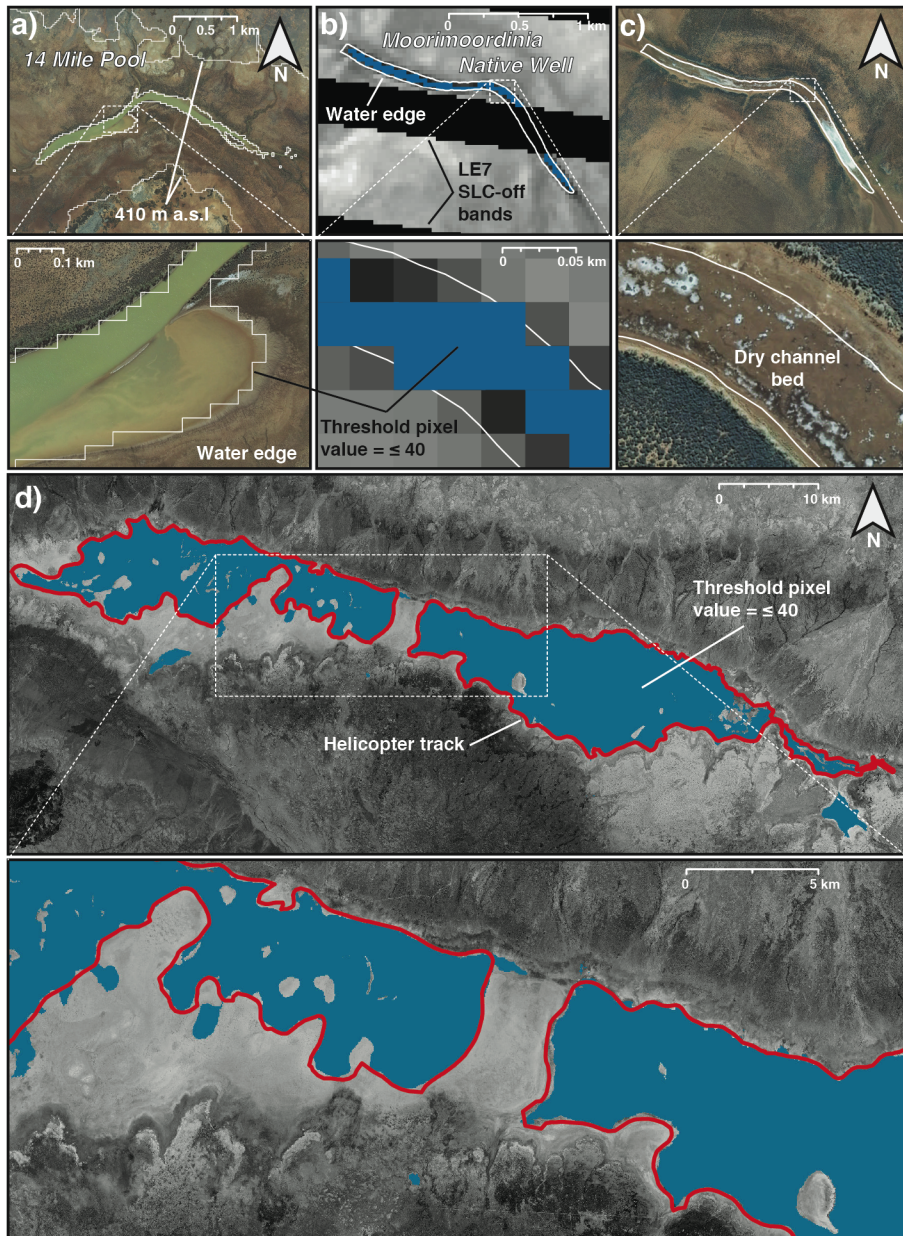 a)
0 0.5 1 km
14 Mile Pool
N
410 m a.s.l
b)
0 0.5 1 km
Moorimoordinia
Native Well
Water edge
LE7
SLC-off
bands
c)
N
0 0.1 km
Water edge
0 0.05 km
Threshold pixel
value = ≤ 40
Dry channel
bed
d)
0 10 km
N
Threshold pixel
value = ≤ 40
Helicopter track
0 5 km